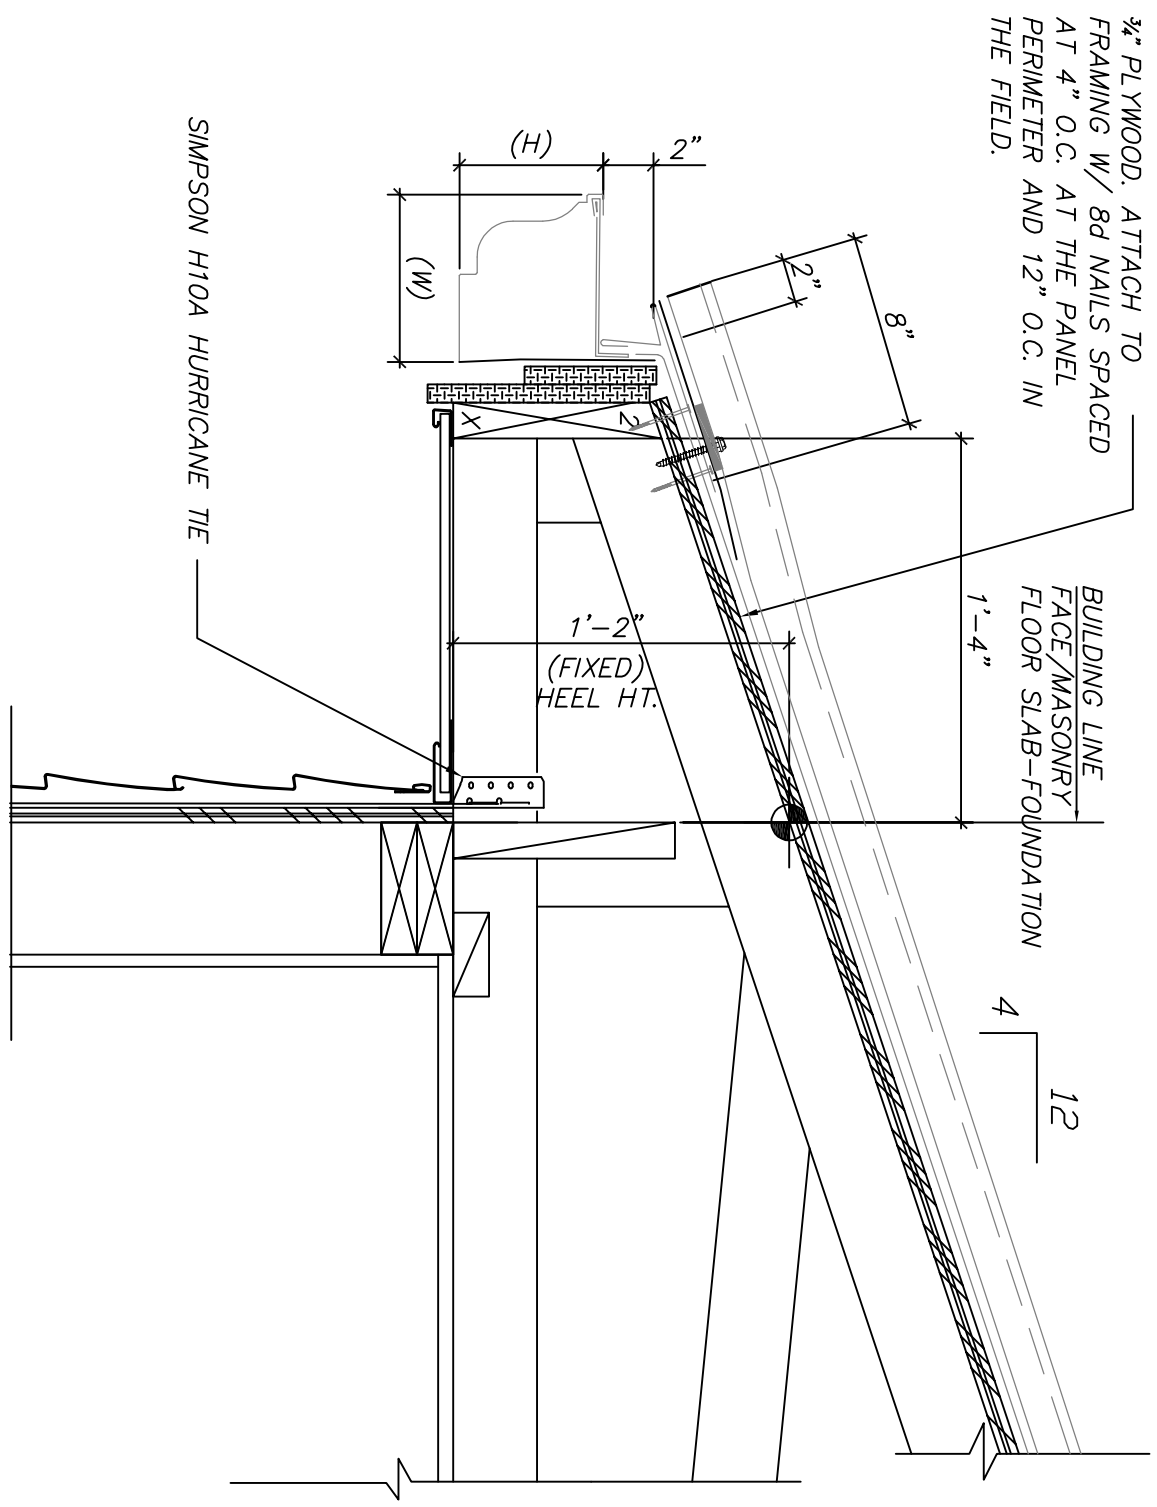 ¾" PLYWOOD. ATTACH TO
FRAMING W/ 8d NAILS SPACED
AT 4" O.C. AT THE PANEL
PERIMETER AND 12" O.C. IN
THE FIELD.
BUILDING LINE
FACE/MASONRY
FLOOR SLAB-FOUNDATION
4
12
8"
2"
1'-4"
2"
(H)
(W)
2
X
1'-2"
(FIXED)
HEEL HT.
SIMPSON H10A HURRICANE TIE